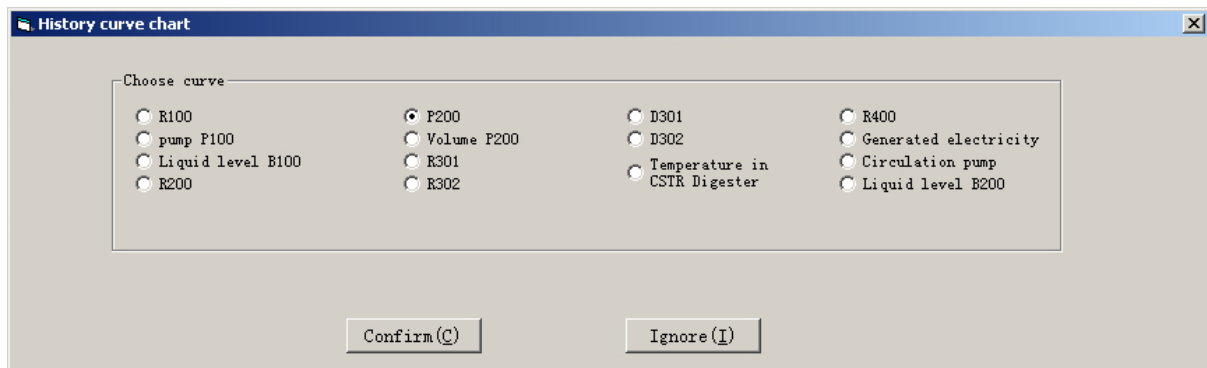 History curve chart
Choose curve
R100
pump P100
Liquid level B100
R200
P200
Volume P200
R301
R302
D301
D302
Temperature in
CSTR Digester
R400
Generated electricity
Circulation pump
Liquid level B200
Confirm(C)
Ignore(I)